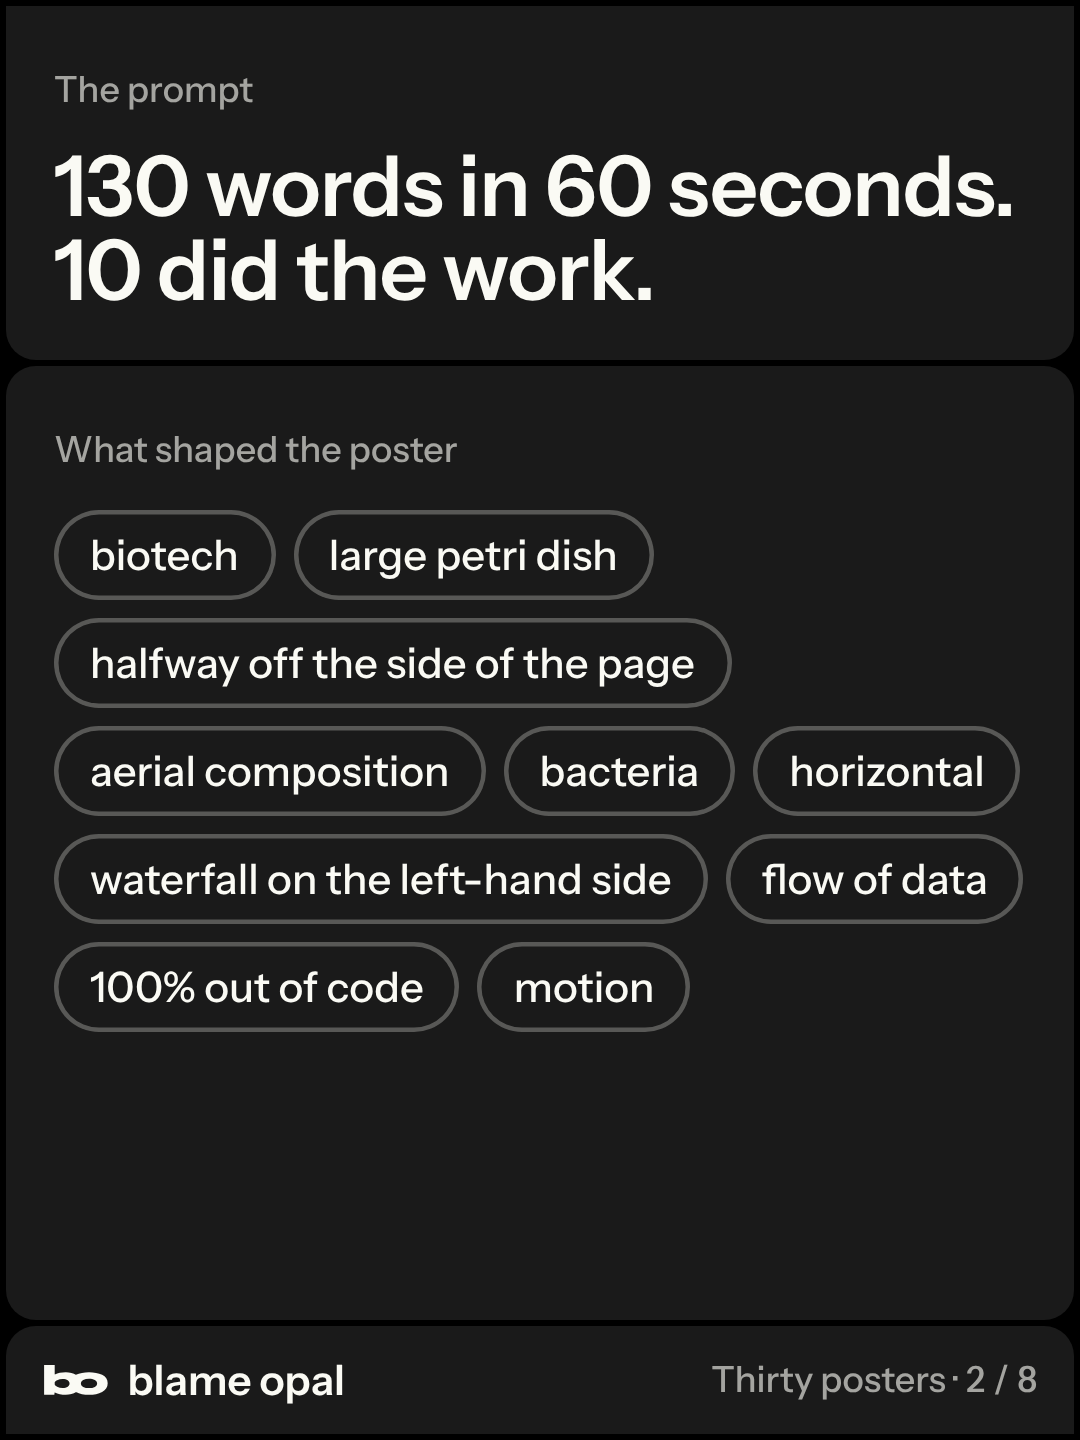 The prompt
130 words in 60 seconds.
10 did the work.
What shaped the poster
biotech
large petri dish
halfway off the side of the page
aerial composition
bacteria
horizontal
waterfall on the left-hand side
flow of data
100% out of code
motion
bo blame opal
Thirty posters · 2 / 8